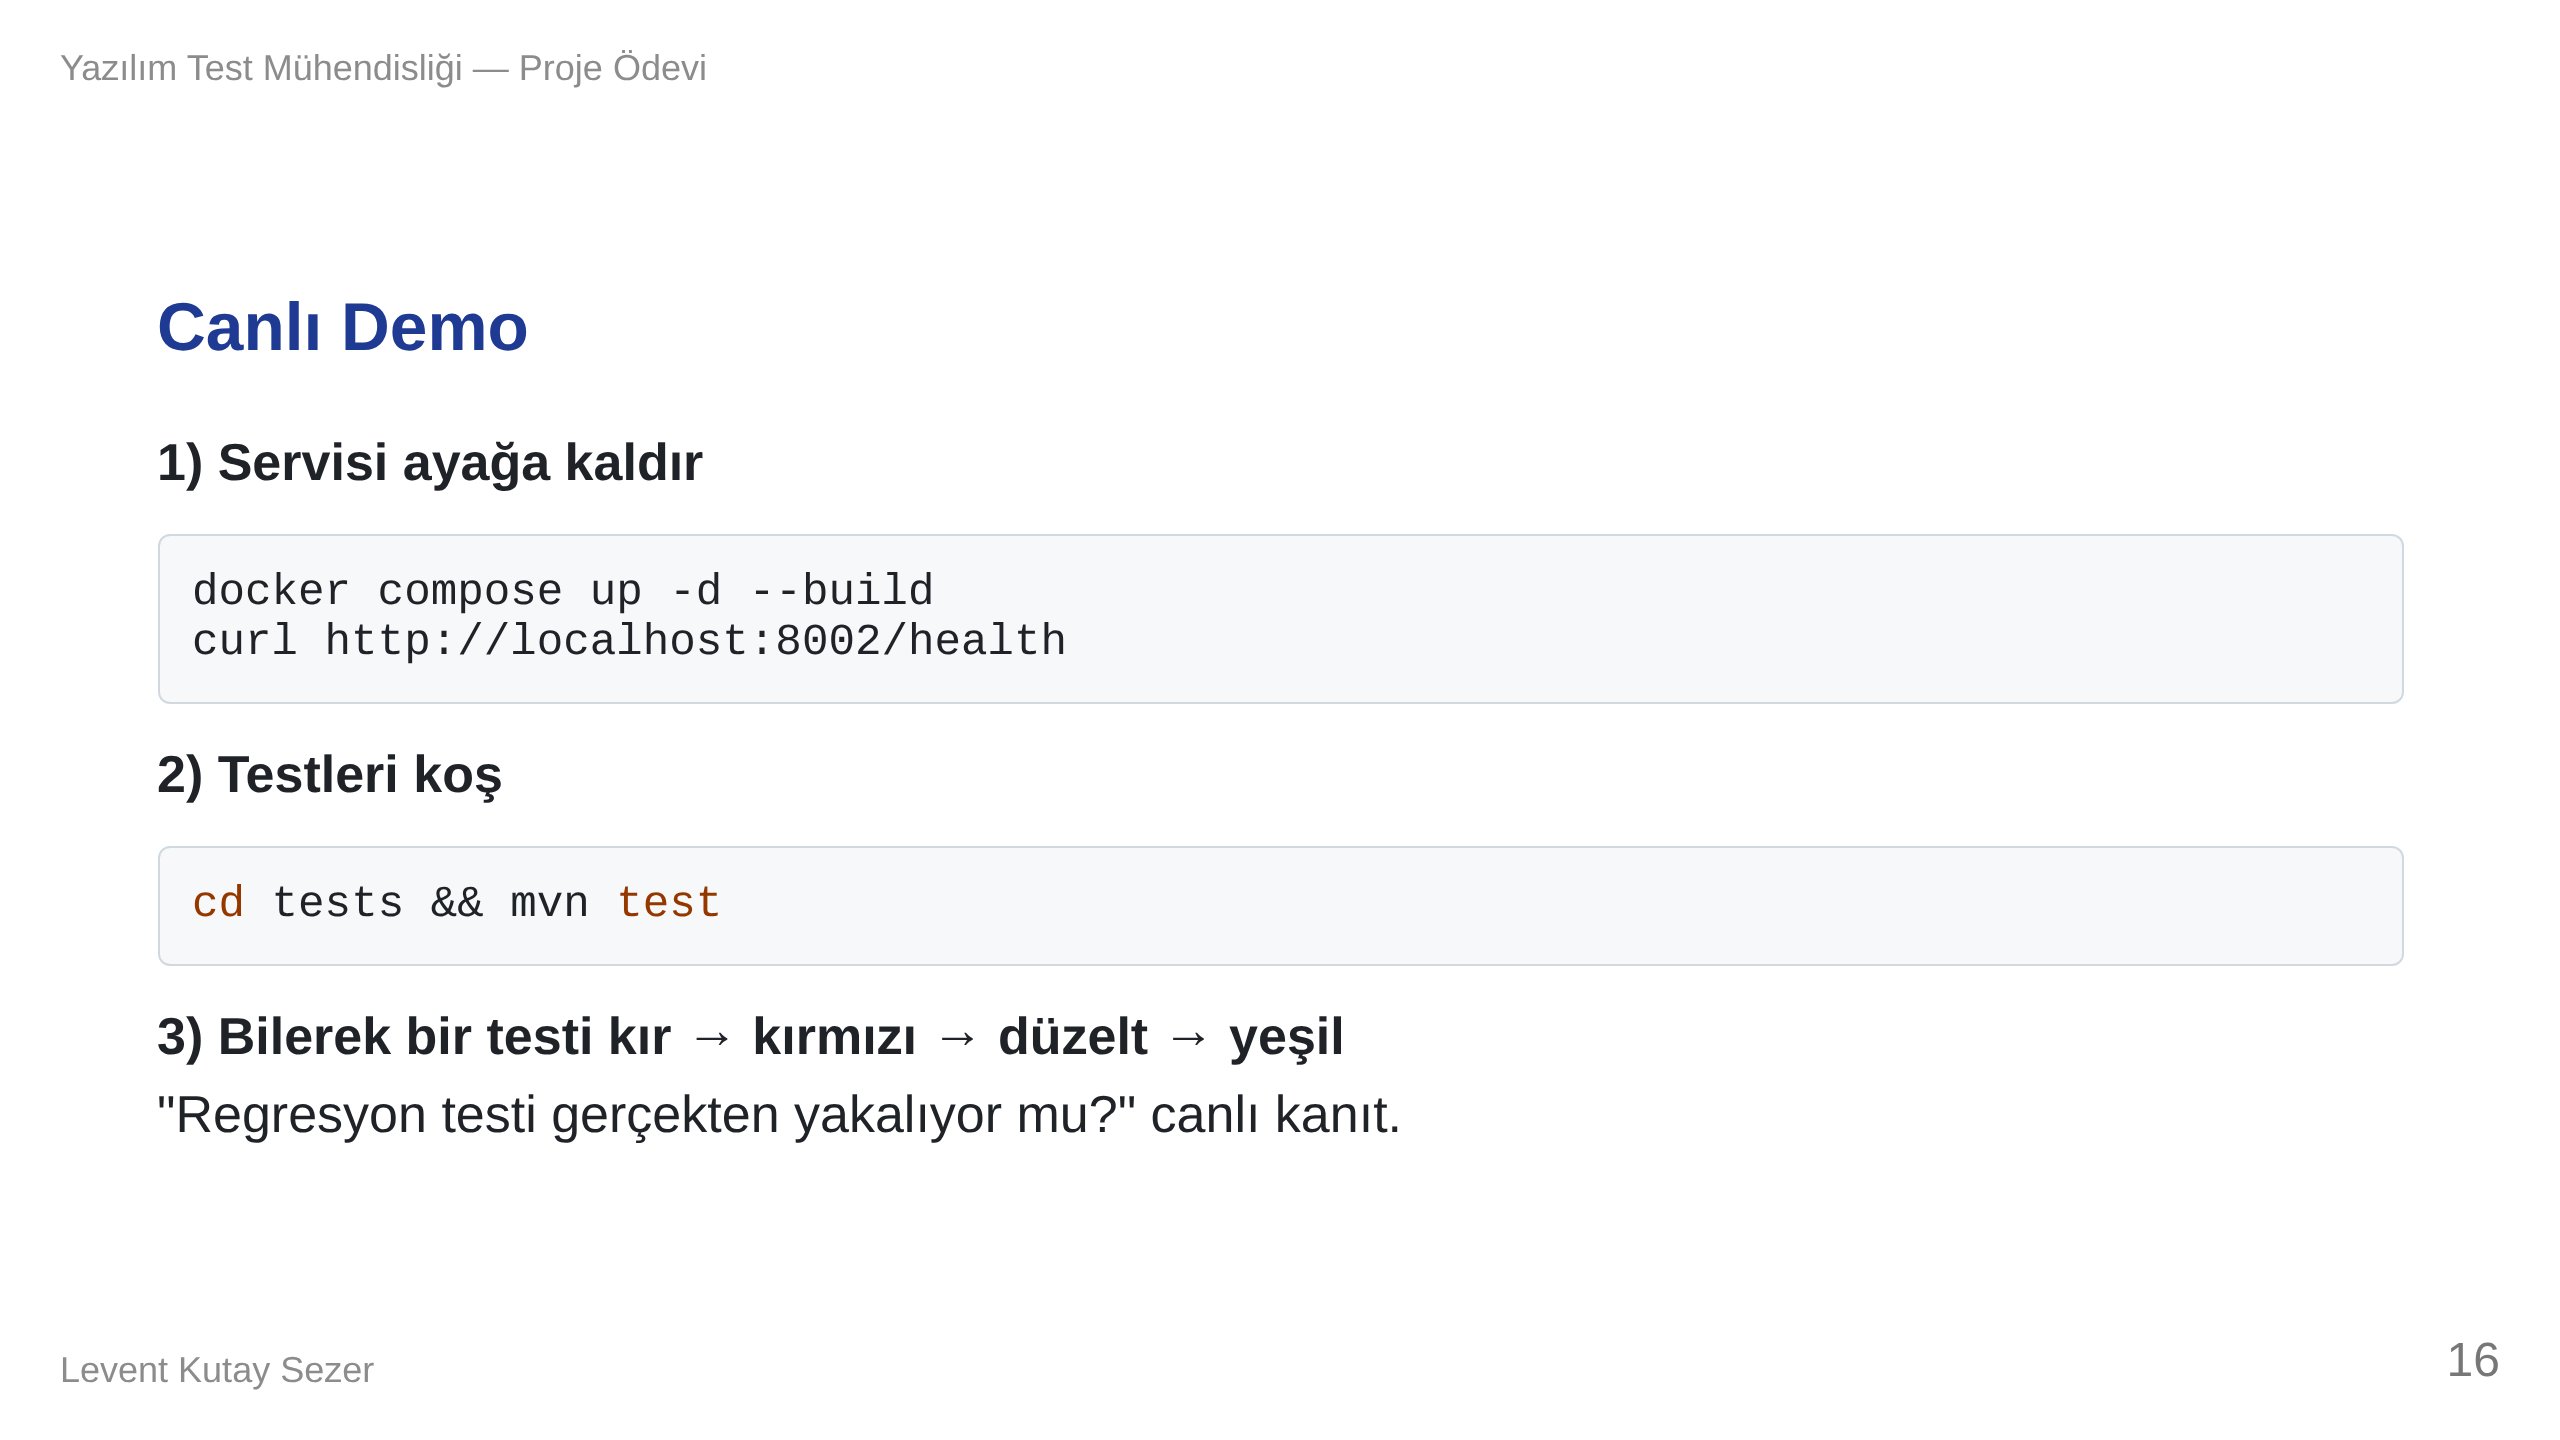 Yazılım Test Mühendisliği — Proje Ödevi
Canlı Demo
1) Servisi ayağa kaldır
docker compose up -d --build
curl http://localhost:8002/health
2) Testleri koş
cd tests && mvn test
3) Bilerek bir testi kır → kırmızı → düzelt → yeşil
"Regresyon testi gerçekten yakalıyor mu?" canlı kanıt.
Levent Kutay Sezer
16